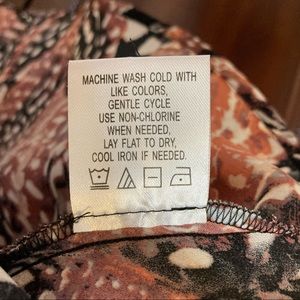 MACHINE WASH COLD WITH
LIKE COLORS,
GENTLE CYCLE
USE NON-CHLORINE
WHEN NEEDED,
LAY FLAT TO DRY,
COOL IRON IF NEEDED.